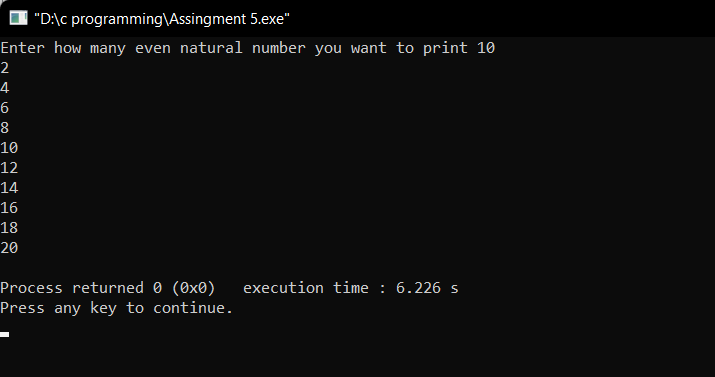 "D:\c programming\Assingment 5.exe"
Enter how many even natural number you want to print 10
2
4
6
8
10
12
14
16
18
20
Process returned 0 (0x0)   execution time : 6.226 s
Press any key to continue.